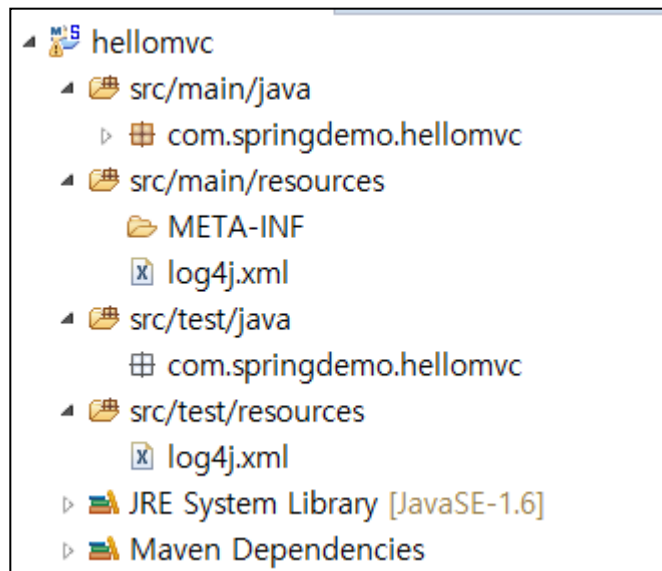 hellomvc
src/main/java
com.springdemo.hellomvc
src/main/resources
META-INF
log4j.xml
src/test/java
com.springdemo.hellomvc
src/test/resources
log4j.xml
JRE System Library [JavaSE-1.6]
Maven Dependencies